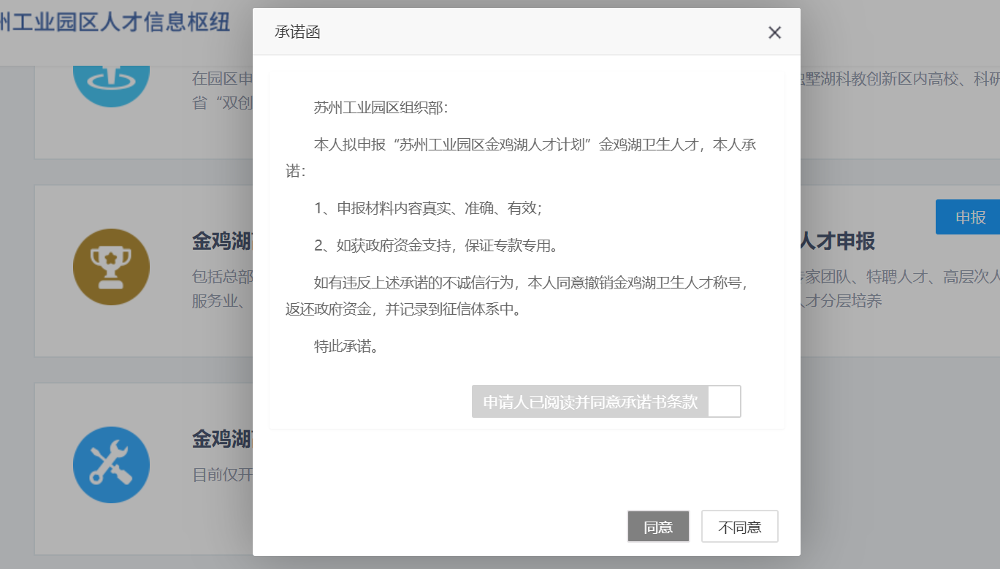 州工业园区人才信息枢纽
承诺函
在园区申
省“双创
墅湖科教创新区内高校、科研
苏州工业园区组织部：
本人拟申报“苏州工业园区金鸡湖人才计划”金鸡湖卫生人才，本人承
诺：
1、申报材料内容真实、准确、有效；
2、如获政府资金支持，保证专款专用。
如有违反上述承诺的不诚信行为，本人同意撤销金鸡湖卫生人才称号，
返还政府资金，并记录到征信体系中。
特此承诺。
申请人已阅读并同意承诺书条款
同意
不同意
金鸡湖
包括总部
服务业、
申报
人才申报
家团队、特聘人才、高层次人
人才分层培养
金鸡湖
目前仅开